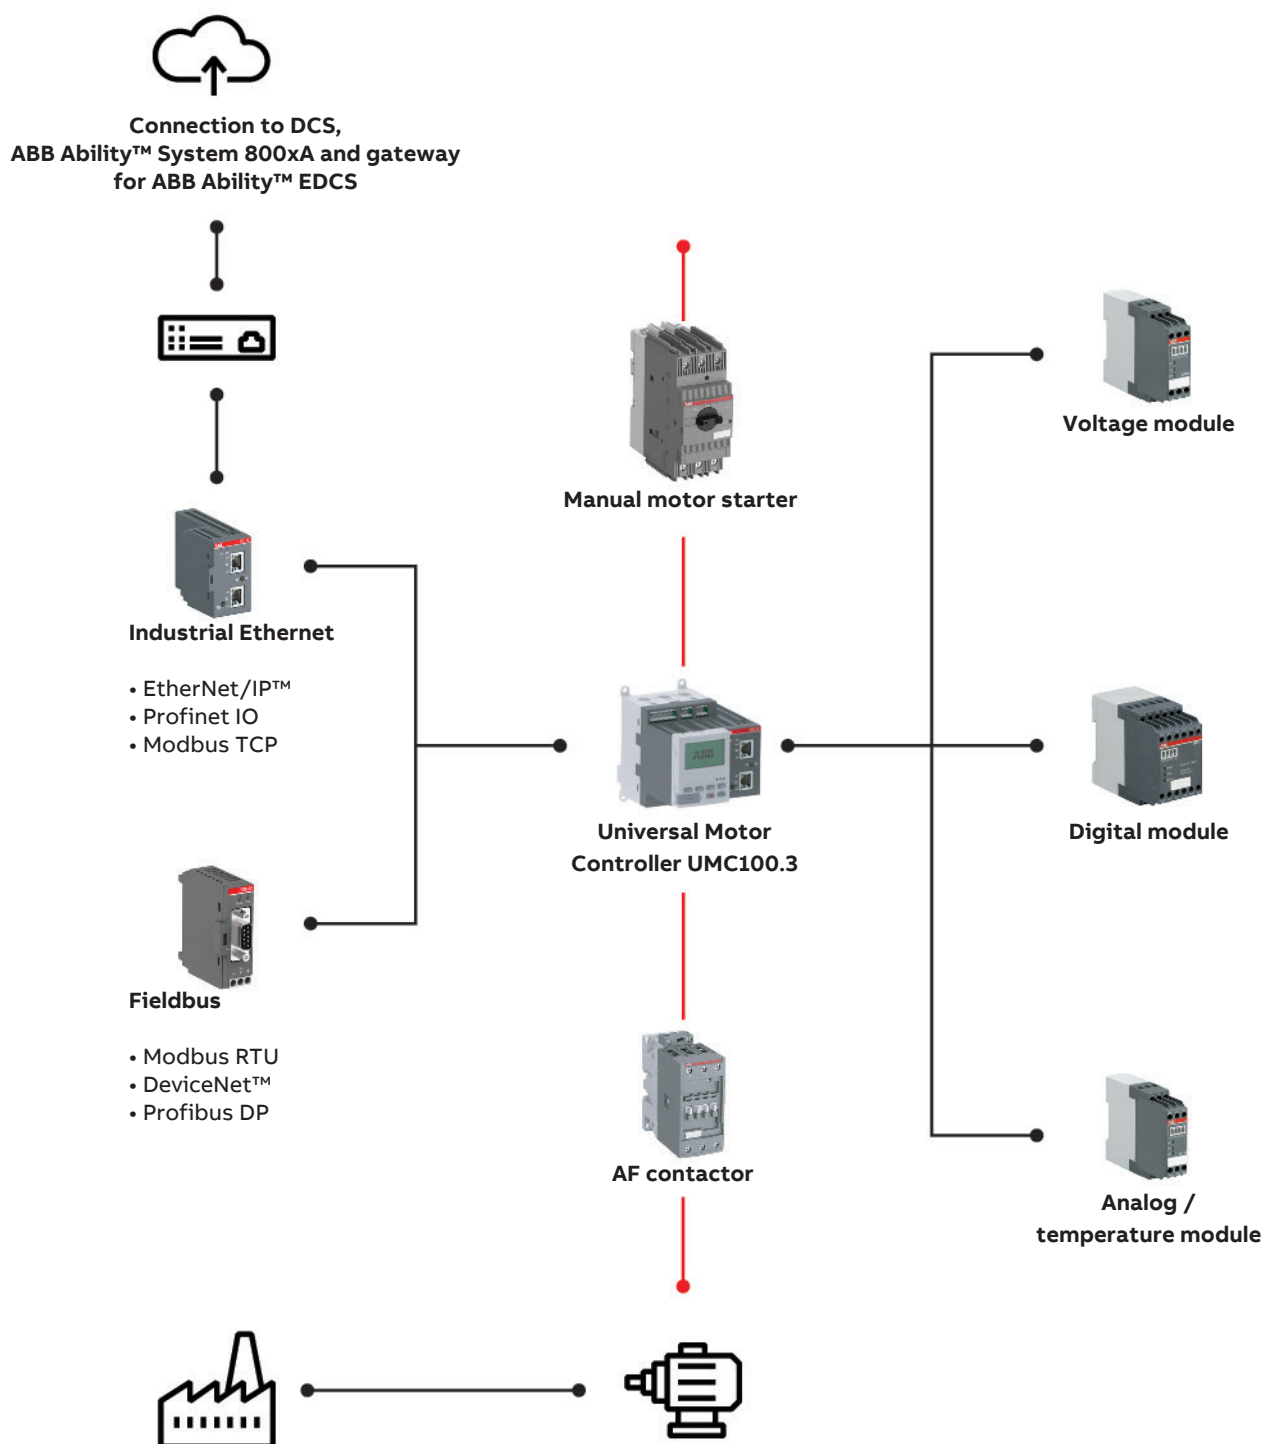 Connection to DCS,
ABB Ability™ System 800xA and gateway
for ABB Ability™ EDCS
Manual motor starter
Voltage module
Industrial Ethernet
• EtherNet/IP™
• Profinet IO
• Modbus TCP
ABB
Universal Motor
Controller UMC100.3
Digital module
Fieldbus
• Modbus RTU
• DeviceNet™
• Profibus DP
AF contactor
Analog /
temperature module